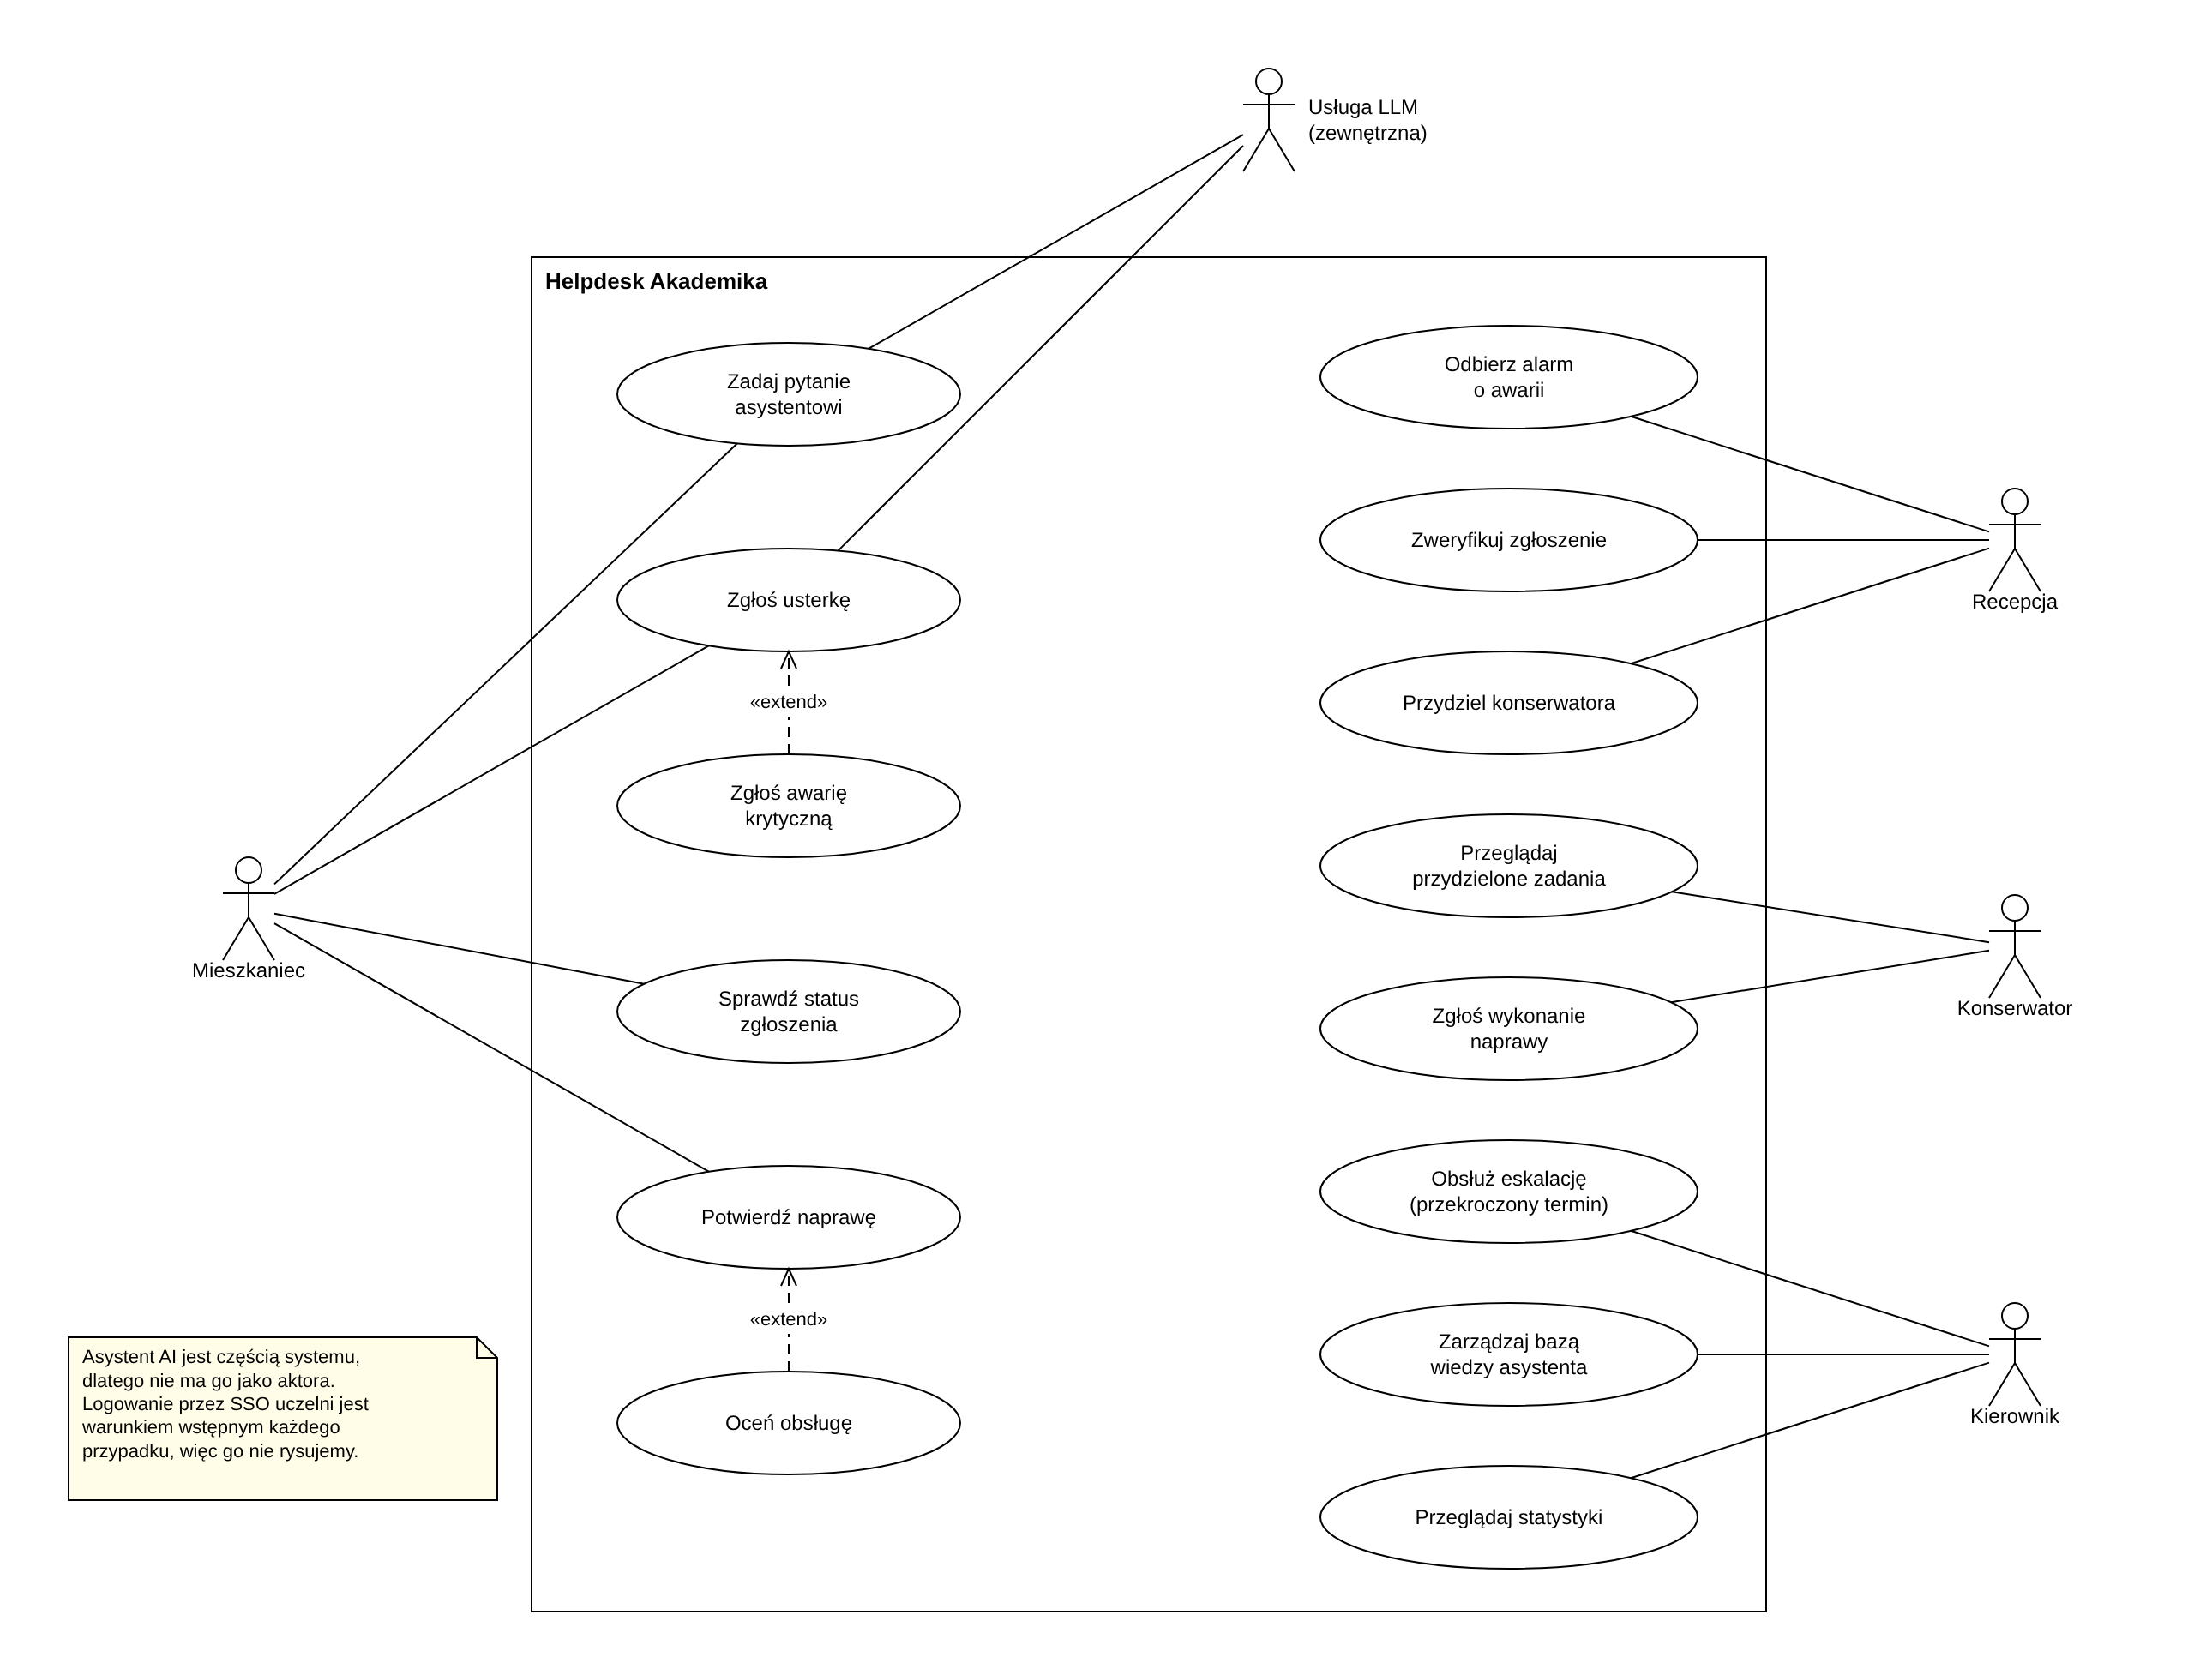 Usługa LLM
(zewnętrzna)
Helpdesk Akademika
Zadaj pytanie
asystentowi
Zgłoś usterkę
«extend»
Zgłoś awarię
krytyczną
Sprawdź status
zgłoszenia
Potwierdź naprawę
«extend»
Oceń obsługę
Odbierz alarm
o awarii
Zweryfikuj zgłoszenie
Przydziel konserwatora
Przeglądaj
przydzielone zadania
Zgłoś wykonanie
naprawy
Obsłuż eskalację
(przekroczony termin)
Zarządzaj bazą
wiedzy asystenta
Przeglądaj statystyki
Mieszkaniec
Recepcja
Konserwator
Kierownik
Asystent AI jest częścią systemu,
dlatego nie ma go jako aktora.
Logowanie przez SSO uczelni jest
warunkiem wstępnym każdego
przypadku, więc go nie rysujemy.